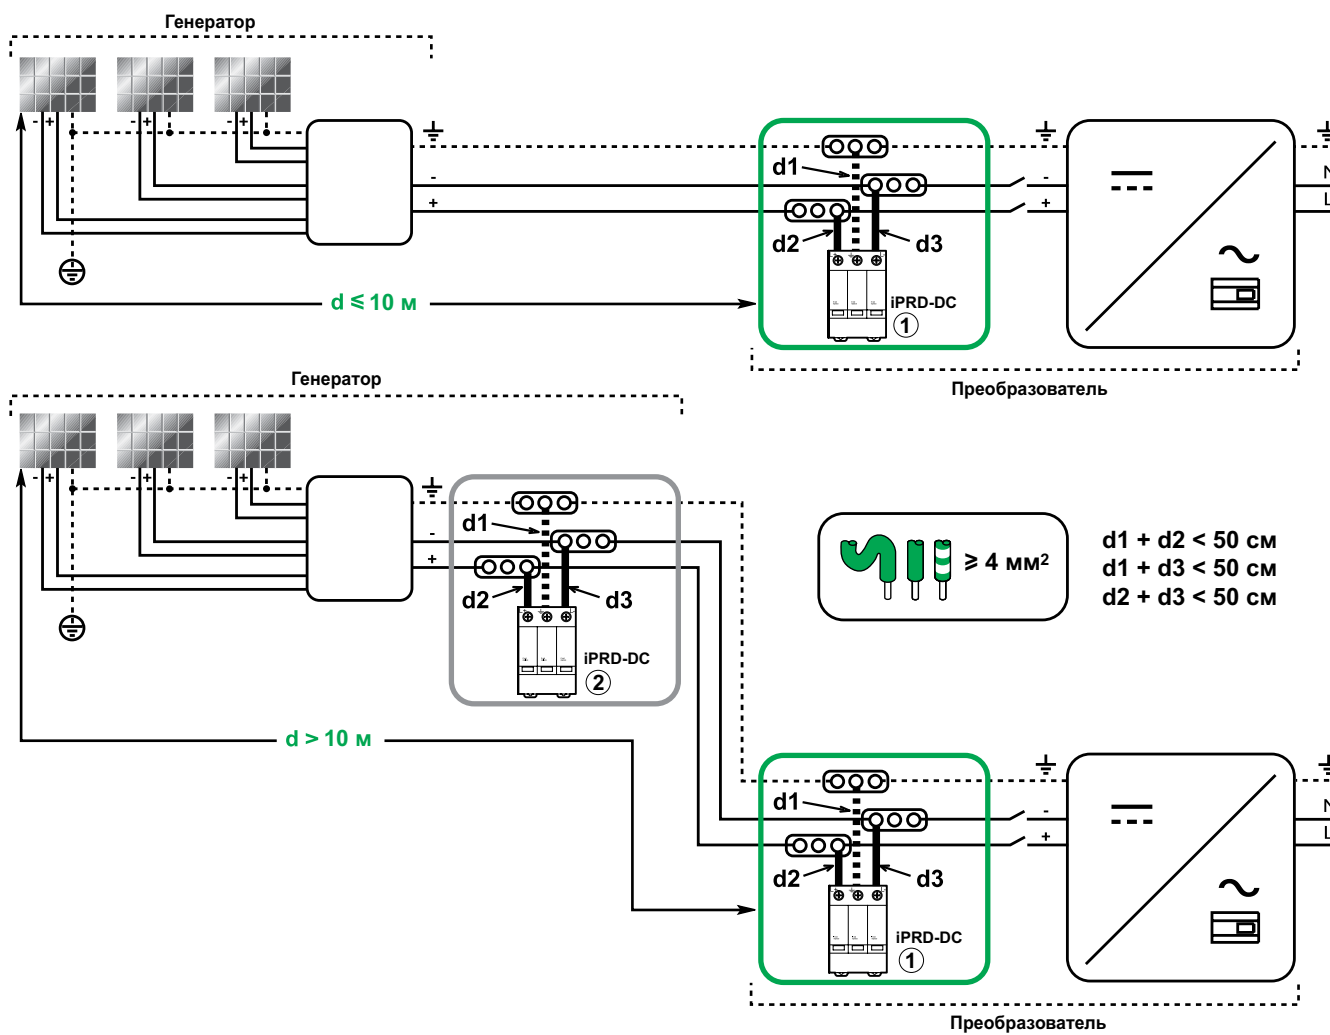 Генератор
- + - + - +
-
+
d1
d2
d3
iPRD-DC
1
-
+
N
L
d ≤ 10 м
Преобразователь
Генератор
- + - + - +
-
+
d1
d2
d3
iPRD-DC
2
≥ 4 мм²
d1 + d2 < 50 см
d1 + d3 < 50 см
d2 + d3 < 50 см
d > 10 м
d1
d2
d3
iPRD-DC
1
-
+
N
L
Преобразователь